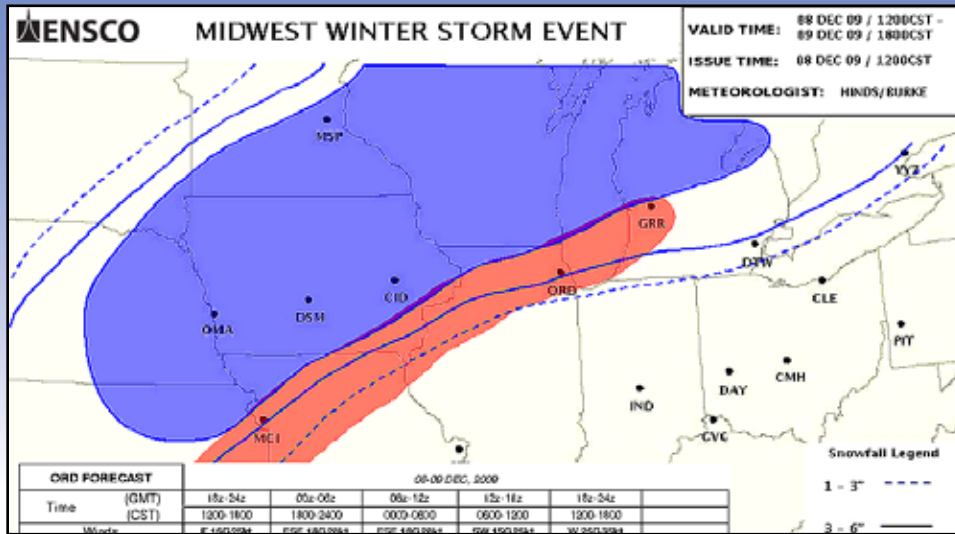 ENSCO
MIDWEST WINTER STORM EVENT
VALID TIME: 08 DEC 09 / 1200CST -
09 DEC 09 / 1800CST
ISSUE TIME: 08 DEC 09 / 1200CST
METEOROLOGIST: HINDS/BURKE
MSP
YYZ
GRR
DTW
ORD
CID
CLE
DSM
OMA
PIT
CMH
DAY
IND
CVG
MCI
Snowfall Legend
1 - 3"
3 - 6"
ORD FORECAST
08-09 DEC, 2009
Time (GMT) 18z-24z 00z-06z 06z-12z 12z-18z 18z-24z
(CST) 1200-1800 1800-2400 0000-0600 0600-1200 1200-1800
Winds